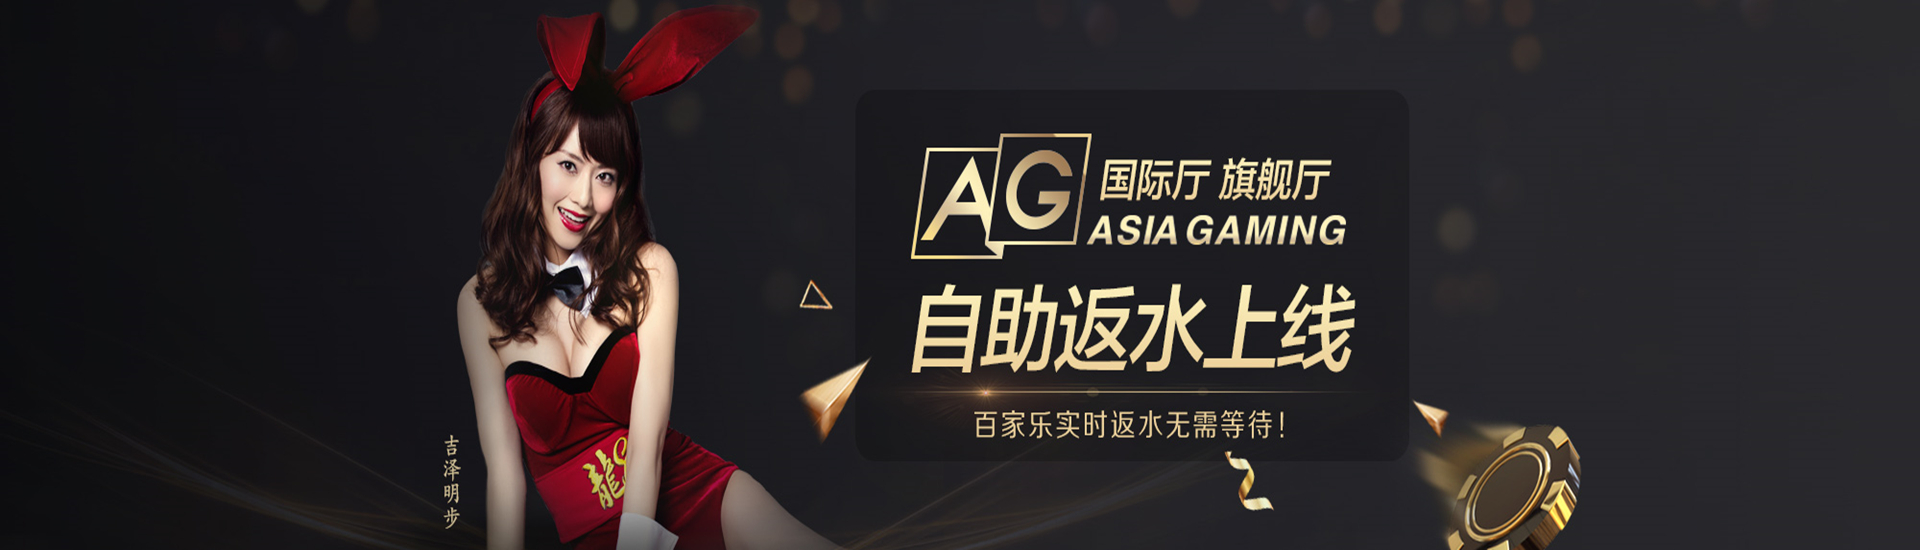 AG 国际厅 旗舰厅
ASIA GAMING
自助返水上线
百家乐实时返水无需等待！
吉泽明步
龍